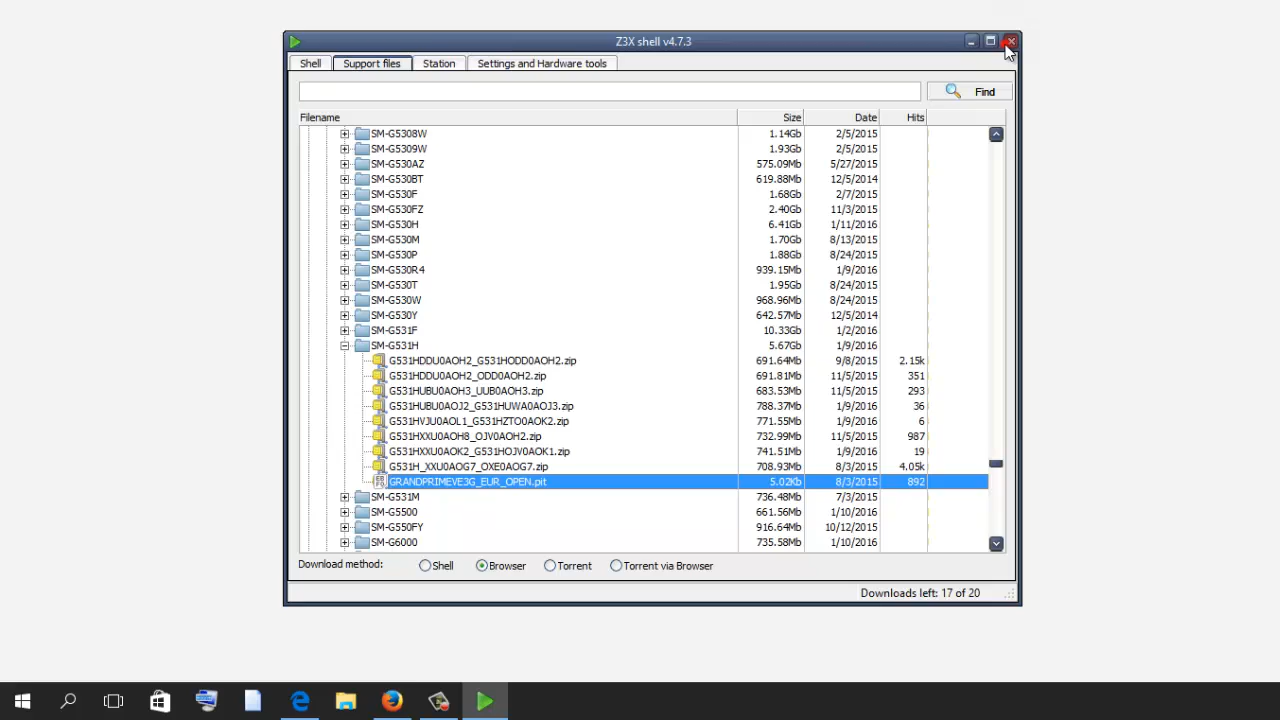 Z3X shell v4.7.3
Shell Support files Station Settings and Hardware tools
Find
Filename Size Date Hits
SM-G5308W 1.14Gb 2/5/2015
SM-G5309W 1.93Gb 2/5/2015
SM-G530AZ 575.09Mb 5/27/2015
SM-G530BT 619.88Mb 12/5/2014
SM-G530F 1.68Gb 2/7/2015
SM-G530FZ 2.40Gb 11/3/2015
SM-G530H 6.41Gb 1/11/2016
SM-G530M 1.70Gb 8/13/2015
SM-G530P 1.88Gb 8/24/2015
SM-G530R4 939.15Mb 1/9/2016
SM-G530T 1.95Gb 8/24/2015
SM-G530W 968.96Mb 8/24/2015
SM-G530Y 642.57Mb 12/5/2014
SM-G531F 10.33Gb 1/2/2016
SM-G531H 5.67Gb 1/9/2016
G531HDDU0AOH2_G531HODD0AOH2.zip 691.64Mb 9/8/2015 2.15k
G531HDDU0AOH2_ODD0AOH2.zip 691.81Mb 11/5/2015 351
G531HUBU0AOH3_UUB0AOH3.zip 683.53Mb 11/5/2015 293
G531HUBU0AOJ2_G531HUWA0AOJ3.zip 788.37Mb 1/9/2016 36
G531HVJU0AOL1_G531HZTO0AOK2.zip 771.55Mb 1/9/2016 6
G531HXXU0AOH8_OJV0AOH2.zip 732.99Mb 11/5/2015 987
G531HXXU0AOK2_G531HOJV0AOK1.zip 741.51Mb 1/9/2016 19
G531H_XXU0AOG7_OXE0AOG7.zip 708.93Mb 8/3/2015 4.05k
GRANDPRIMEVE3G_EUR_OPEN.pit 5.02Kb 8/3/2015 892
SM-G531M 736.48Mb 7/3/2015
SM-G5500 661.56Mb 1/10/2016
SM-G550FY 916.64Mb 10/12/2015
SM-G6000 735.58Mb 1/10/2016
Download method: Shell Browser Torrent Torrent via Browser
Downloads left: 17 of 20